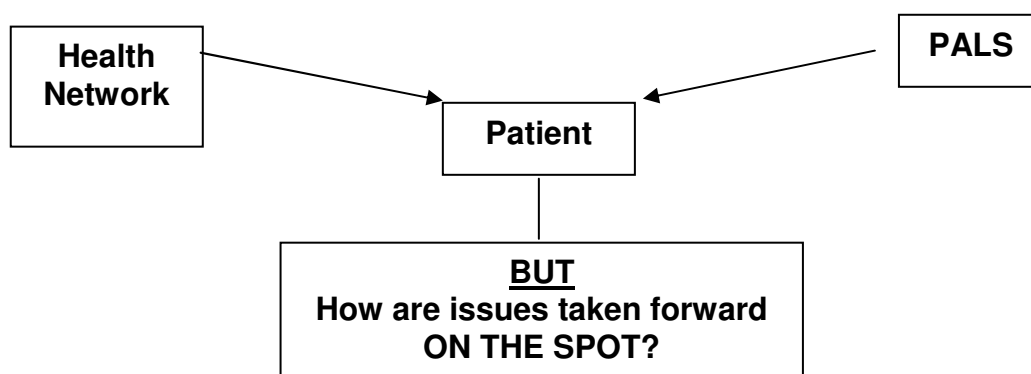 Health
Network
PALS
Patient
BUT
How are issues taken forward
ON THE SPOT?